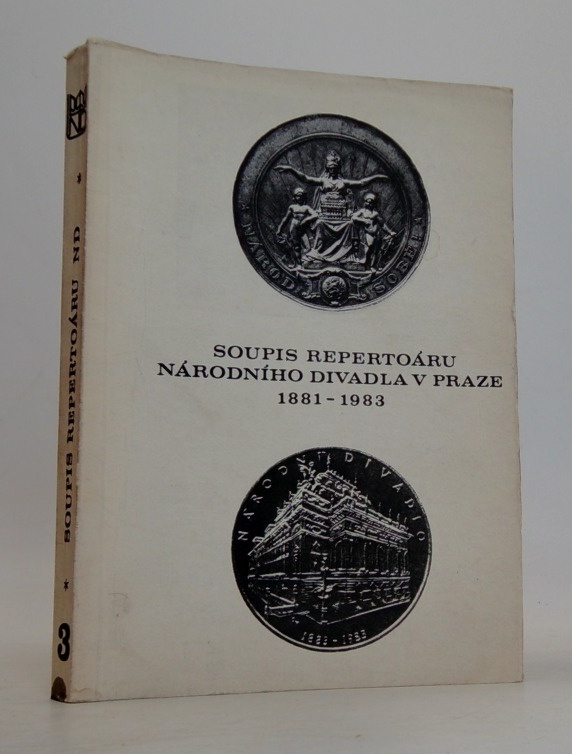 NÁROD SOBĚ
SOUPIS REPERTOÁRU
NÁRODNÍHO DIVADLA V PRAZE
1881-1983
NÁRODNÍ DIVADLO
1883-1983
* SOUPIS REPERTOÁRU ND *
3